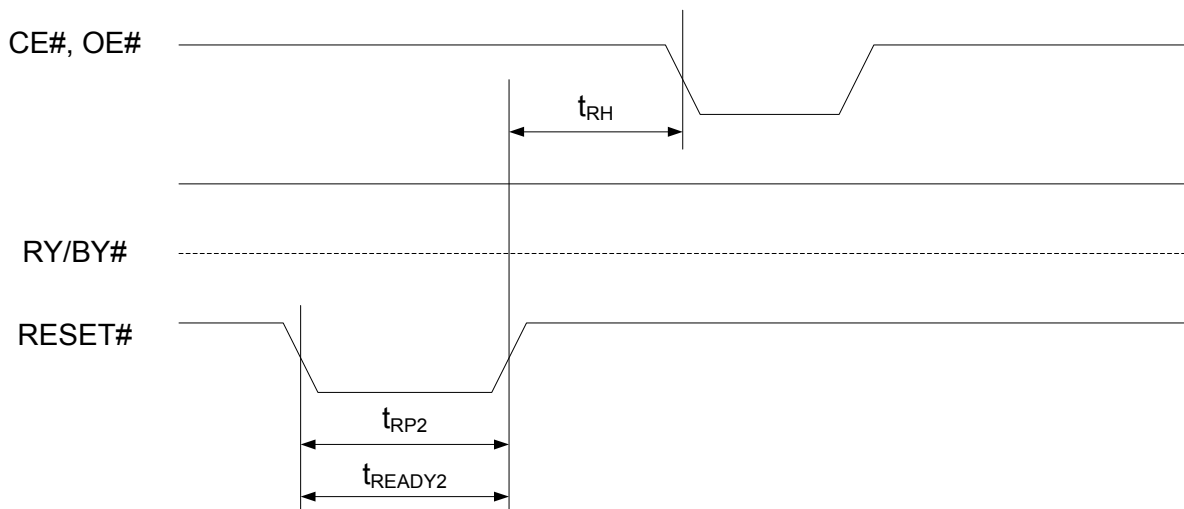 CE#, OE#
tRH
RY/BY#
RESET#
tRP2
tREADY2